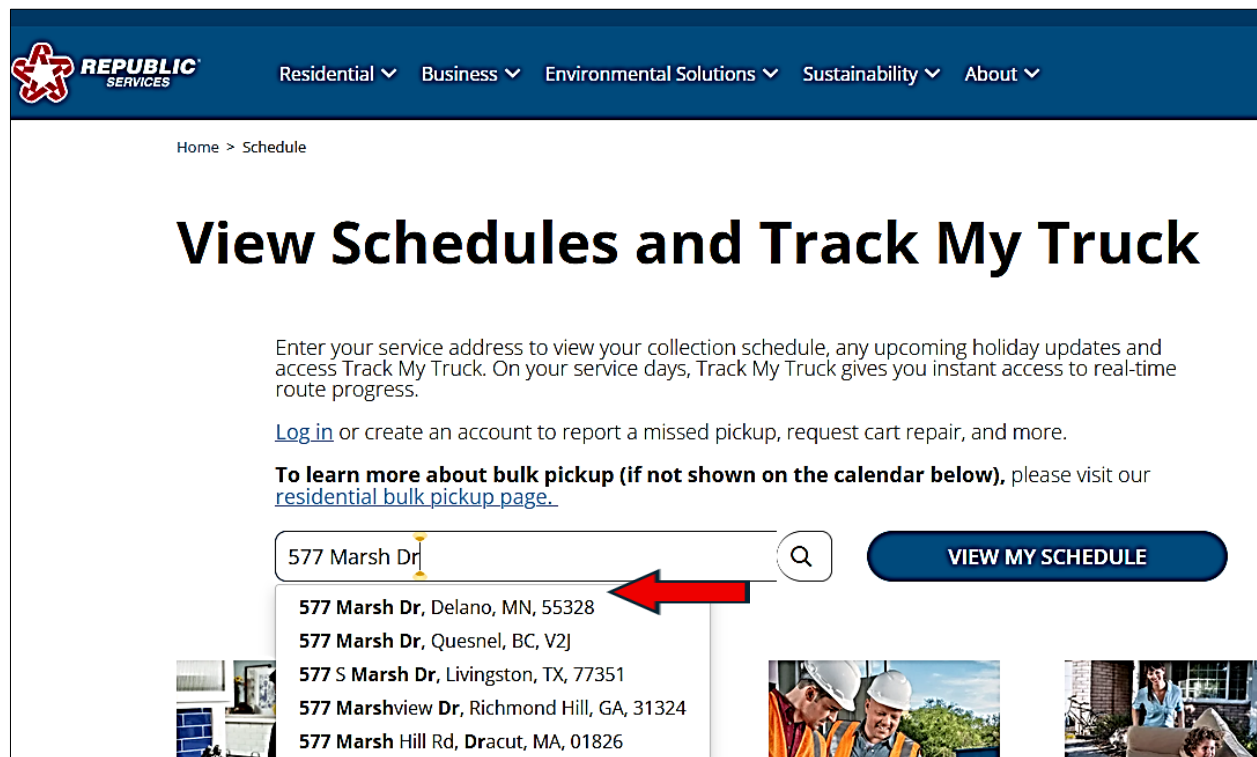 REPUBLIC
SERVICES
Residential Business Environmental Solutions Sustainability About
Home > Schedule
View Schedules and Track My Truck
Enter your service address to view your collection schedule, any upcoming holiday updates and
access Track My Truck. On your service days, Track My Truck gives you instant access to real-time
route progress.
Log in or create an account to report a missed pickup, request cart repair, and more.
To learn more about bulk pickup (if not shown on the calendar below), please visit our
residential bulk pickup page.
577 Marsh Dr
VIEW MY SCHEDULE
577 Marsh Dr, Delano, MN, 55328
577 Marsh Dr, Quesnel, BC, V2J
577 S Marsh Dr, Livingston, TX, 77351
577 Marshview Dr, Richmond Hill, GA, 31324
577 Marsh Hill Rd, Dracut, MA, 01826